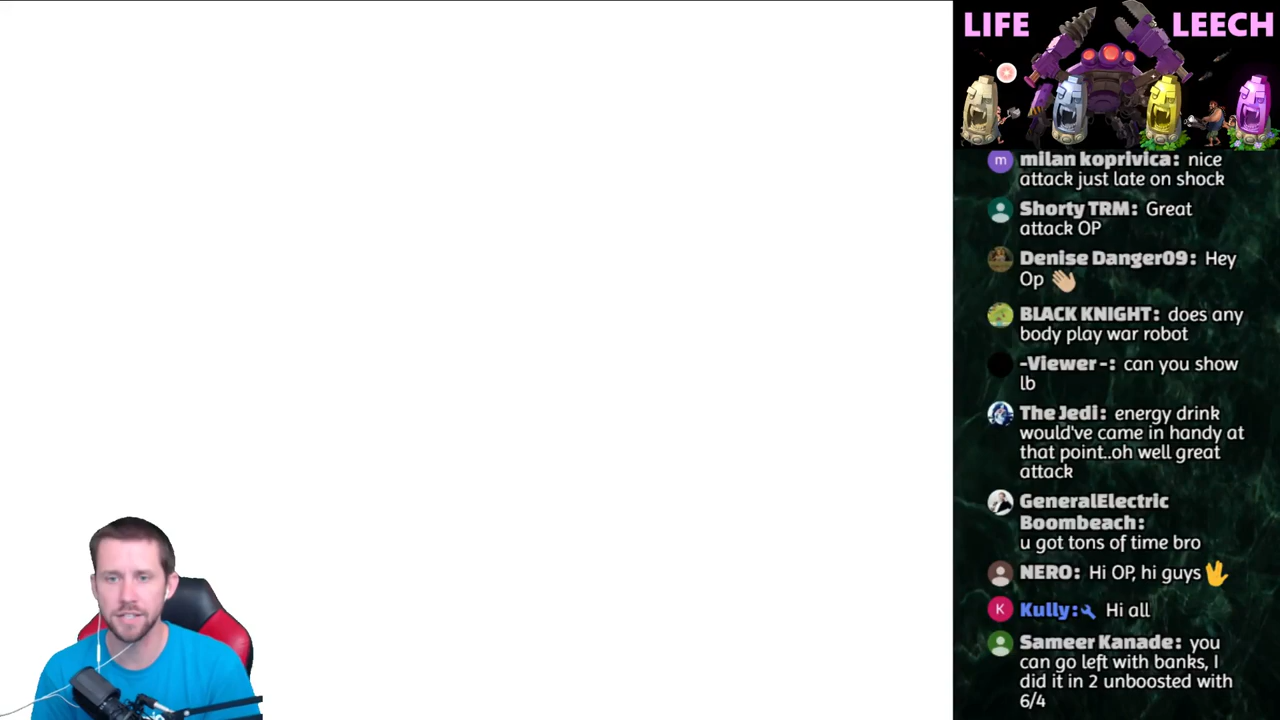 LIFE LEECH
milan koprivica: nice
attack just late on shock
Shorty TRM: Great
attack OP
Denise Danger09: Hey
Op 👋🏼
BLACK KNIGHT: does any
body play war robot
-Viewer-: can you show
lb
The Jedi: energy drink
would've came in handy at
that point..oh well great
attack
GeneralElectric
Boombeach:
u got tons of time bro
NERO: Hi OP, hi guys 🖖
K Kully: Hi all
Sameer Kanade: you
can go left with banks, I
did it in 2 unboosted with
6/4